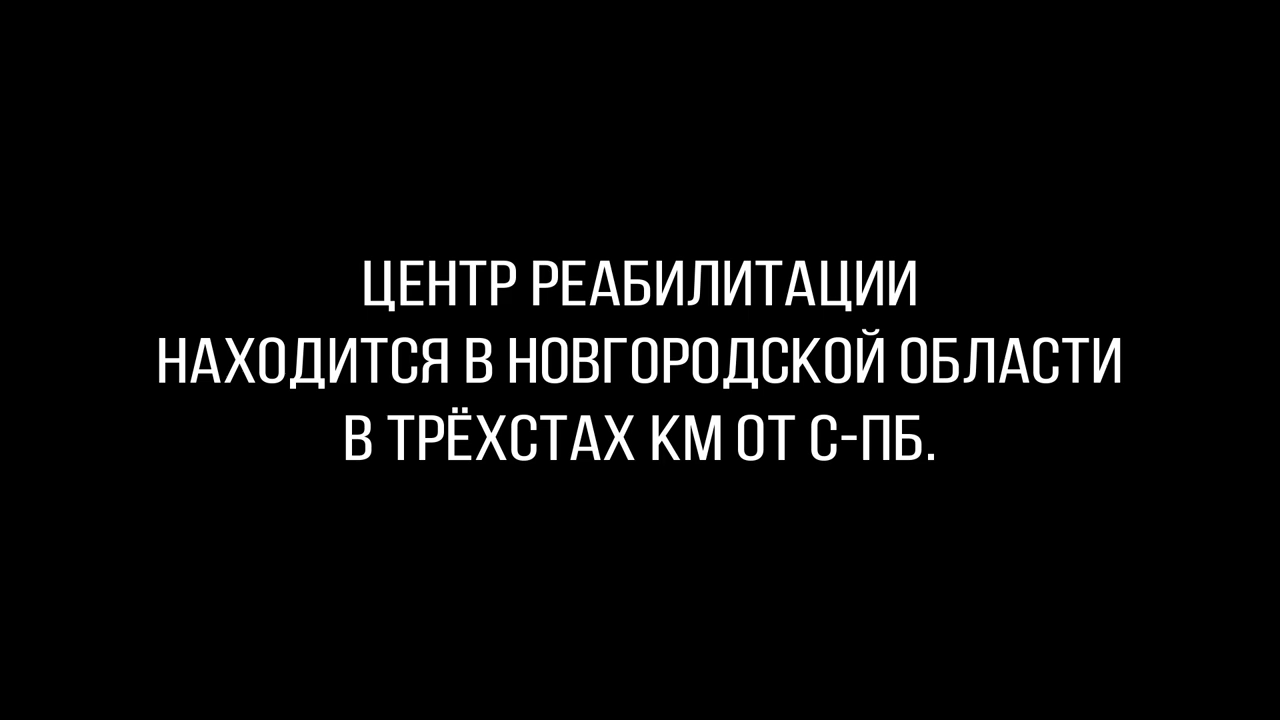 ЦЕНТР РЕАБИЛИТАЦИИ
НАХОДИТСЯ В НОВГОРОДСКОЙ ОБЛАСТИ
В ТРЁХСТАХ КМ ОТ С-ПБ.